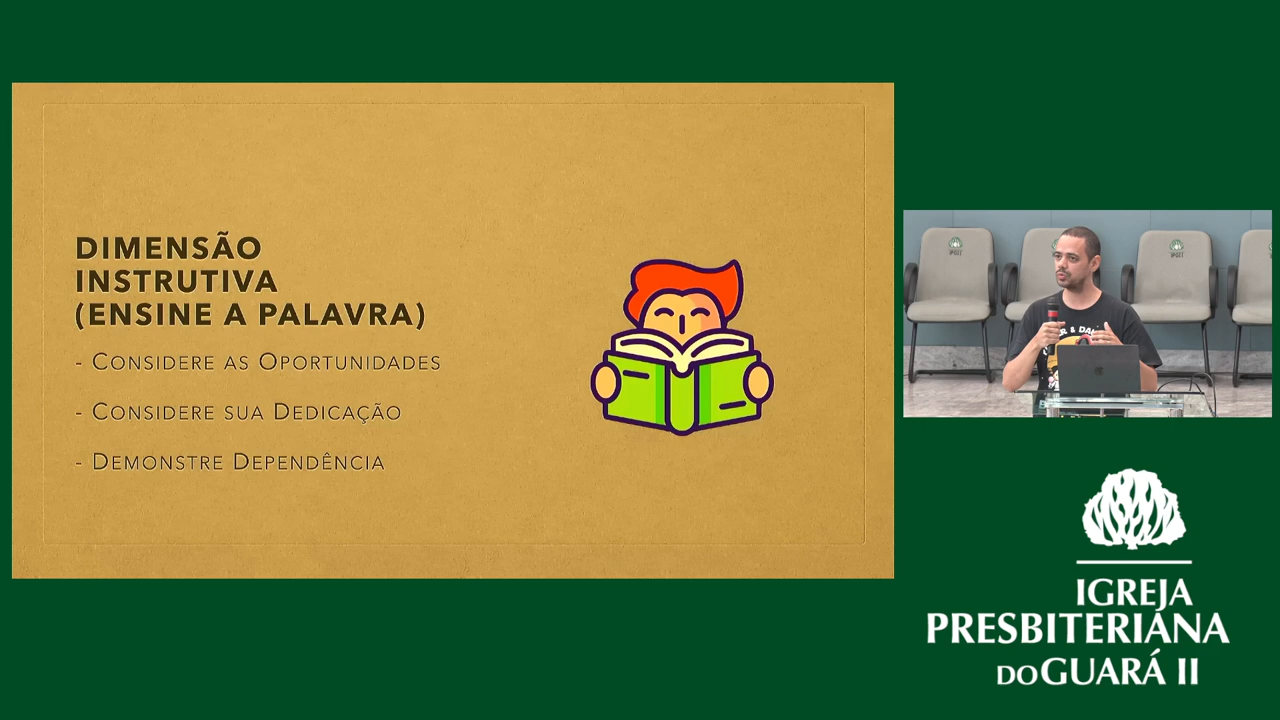 DIMENSÃO
INSTRUTIVA
(ENSINE A PALAVRA)
- CONSIDERE AS OPORTUNIDADES
- CONSIDERE SUA DEDICAÇÃO
- DEMONSTRE DEPENDÊNCIA
IGREJA
PRESBITERIANA
DO GUARÁ II